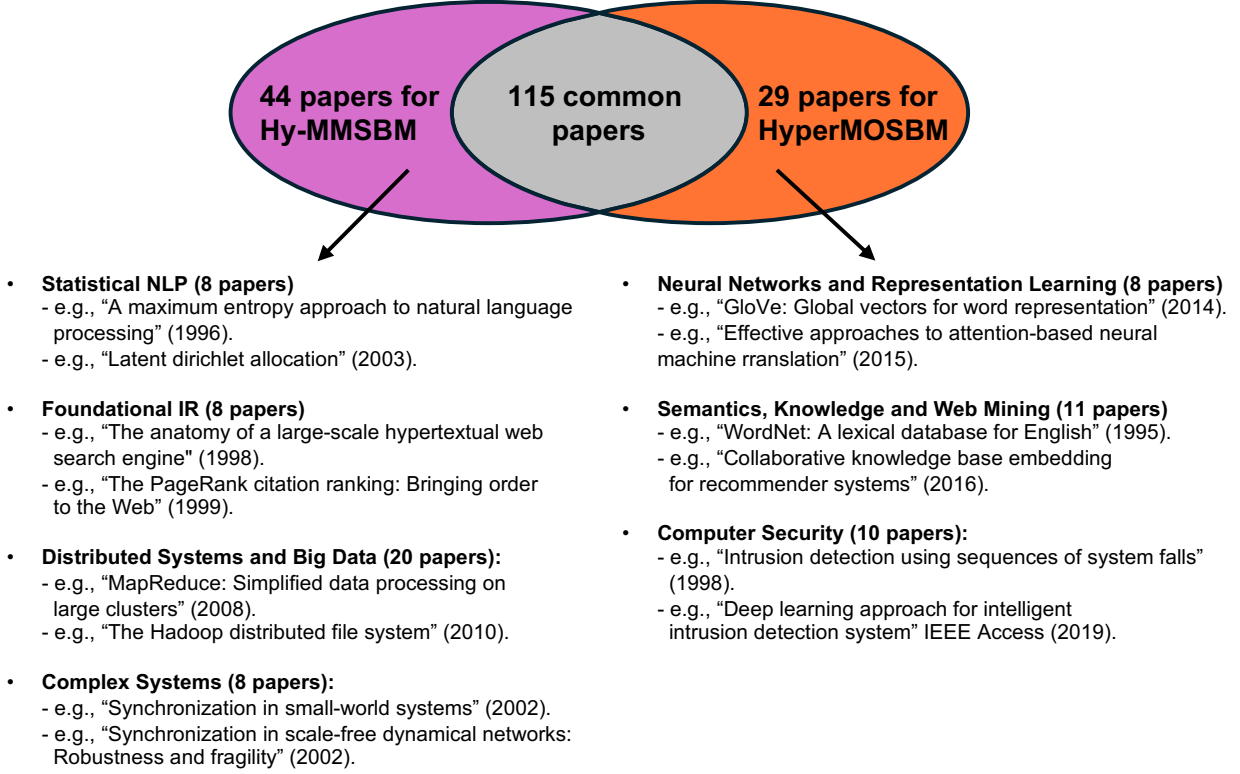 44 papers for
Hy-MMSBM
115 common
papers
29 papers for
HyperMOSBM
• Statistical NLP (8 papers)
- e.g., “A maximum entropy approach to natural language
processing” (1996).
- e.g., “Latent dirichlet allocation” (2003).
• Foundational IR (8 papers)
- e.g., “The anatomy of a large-scale hypertextual web
search engine" (1998).
- e.g., “The PageRank citation ranking: Bringing order
to the Web” (1999).
• Distributed Systems and Big Data (20 papers):
- e.g., “MapReduce: Simplified data processing on
large clusters” (2008).
- e.g., “The Hadoop distributed file system” (2010).
• Complex Systems (8 papers):
- e.g., “Synchronization in small-world systems” (2002).
- e.g., “Synchronization in scale-free dynamical networks:
Robustness and fragility” (2002).
• Neural Networks and Representation Learning (8 papers)
- e.g., “GloVe: Global vectors for word representation” (2014).
- e.g., “Effective approaches to attention-based neural
machine rranslation” (2015).
• Semantics, Knowledge and Web Mining (11 papers)
- e.g., “WordNet: A lexical database for English” (1995).
- e.g., “Collaborative knowledge base embedding
for recommender systems” (2016).
• Computer Security (10 papers):
- e.g., “Intrusion detection using sequences of system falls”
(1998).
- e.g., “Deep learning approach for intelligent
intrusion detection system” IEEE Access (2019).